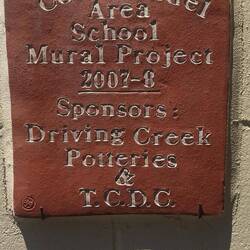 Area
School
Mural Project
2007-8
Sponsors:
Driving Creek
Potteries
&
T.C.D.C.